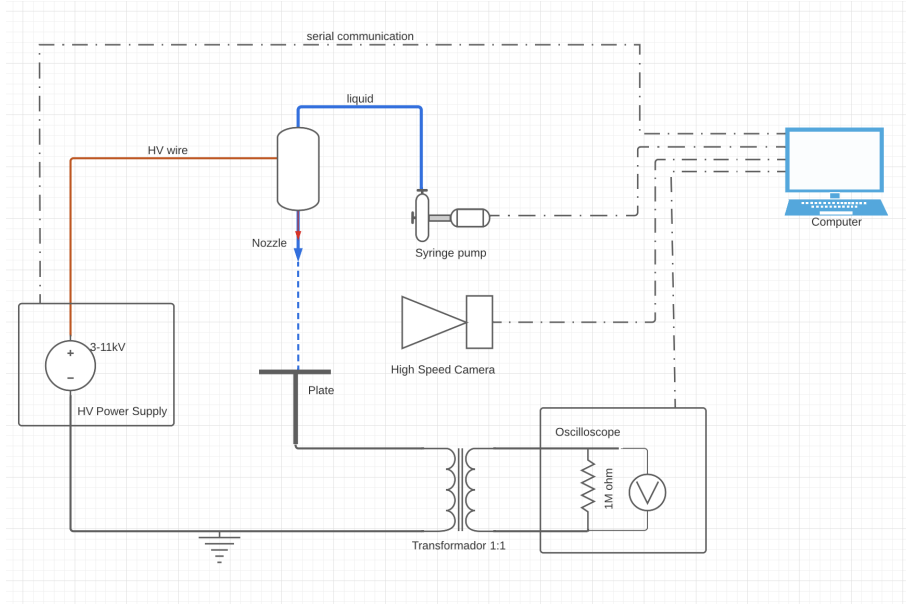 serial communication
liquid
HV wire
Computer
Nozzle
Syringe pump
3-11kV
+
−
High Speed Camera
Plate
HV Power Supply
Oscilloscope
1M ohm
V
Transformador 1:1